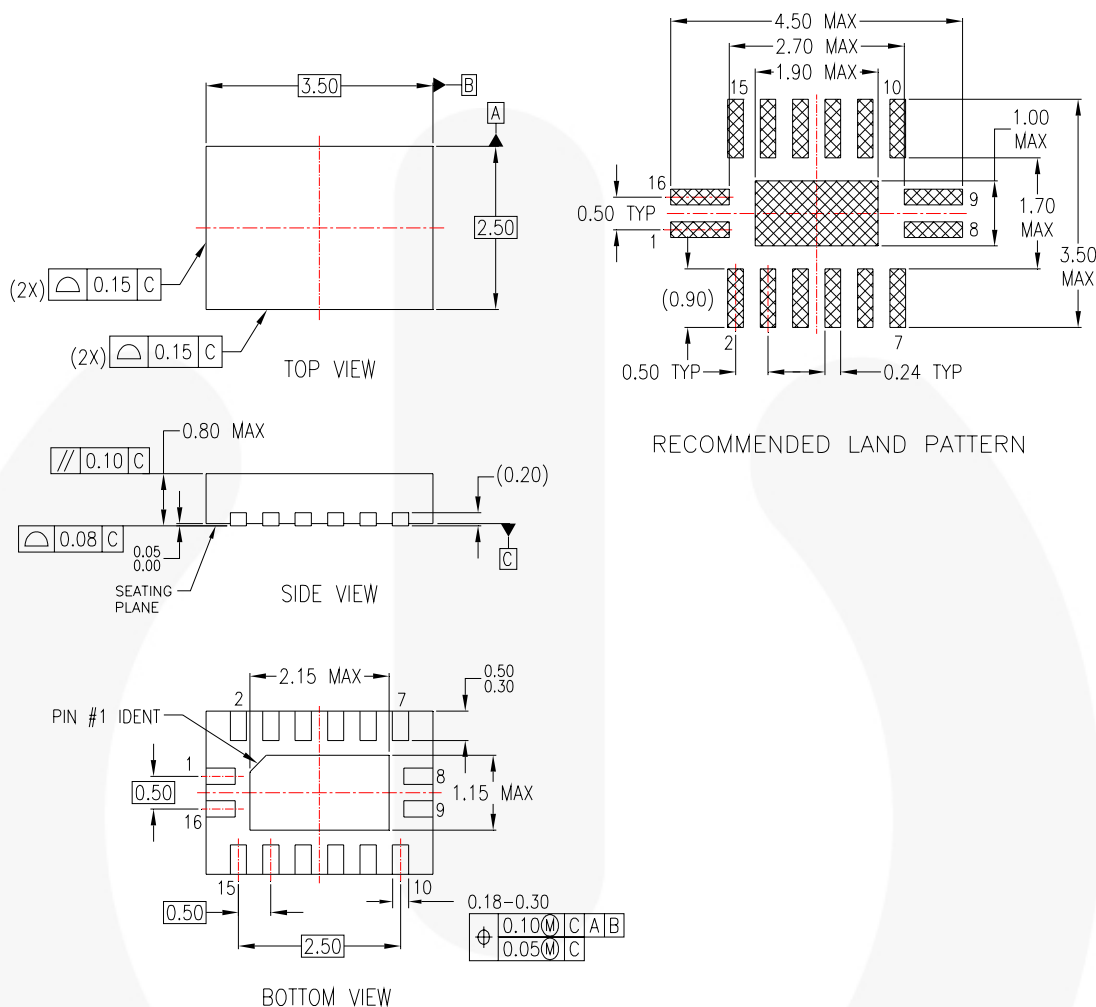 3.50
B
A
2.50
(2X) ⌓ 0.15 C
(2X) ⌓ 0.15 C
TOP VIEW
4.50 MAX
2.70 MAX
1.90 MAX
15
10
1.00
MAX
16
9
0.50 TYP
1.70
MAX
1
8
3.50
MAX
(0.90)
2
7
0.50 TYP
0.24 TYP
RECOMMENDED LAND PATTERN
0.80 MAX
// 0.10 C
(0.20)
⌓ 0.08 C
0.05
0.00
C
SEATING
PLANE
SIDE VIEW
2.15 MAX
0.50
0.30
2
7
PIN #1 IDENT
1
8
0.50
1.15 MAX
16
9
15
10
0.18-0.30
0.50
⌖ 0.10Ⓜ C A B
0.05Ⓜ C
2.50
BOTTOM VIEW